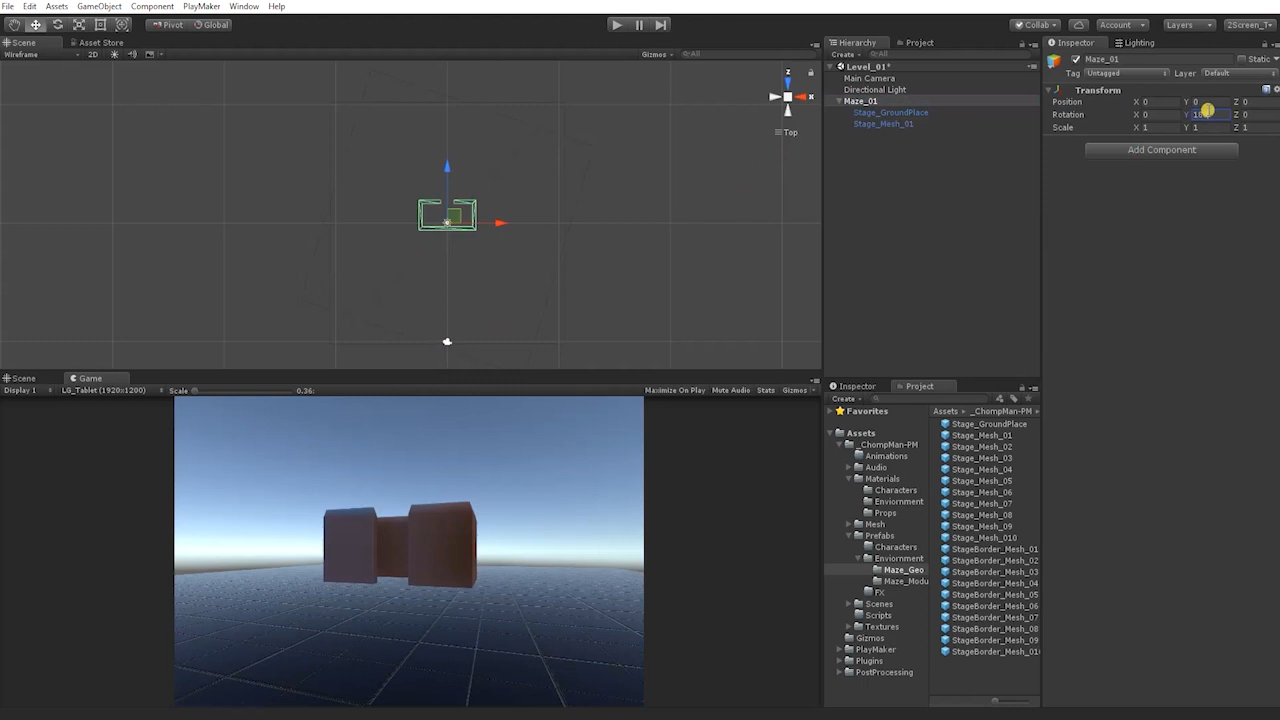 File Edit Assets GameObject Component PlayMaker Window Help
Pivot Global Collab Account Layers 2Screen_T
Scene Asset Store
Wireframe 2D Gizmos All
z
x
Top
Hierarchy Project
Create All
Level_01*
Main Camera
Directional Light
Maze_01
Stage_GroundPlace
Stage_Mesh_01
Inspector Lighting
Maze_01 Static
Tag Untagged Layer Default
Transform
Position X 0 Y 0 Z 0
Rotation X 0 Y Z 0
Scale X 1 Y 1 Z 1
Add Component
Scene Game
Display 1 LG_Tablet (1920x1200) Scale 0.36: Maximize On Play Mute Audio Stats Gizmos
Inspector Project
Create
Favorites
Assets
_ChompMan-PM
Animations
Audio
Materials
Characters
Enviornment
Props
Mesh
Prefabs
Characters
Enviornment
Maze_Geo
Maze_Modu
FX
Scenes
Scripts
Textures
Gizmos
PlayMaker
Plugins
PostProcessing
Assets _ChompMan-PM
Stage_GroundPlace
Stage_Mesh_01
Stage_Mesh_02
Stage_Mesh_03
Stage_Mesh_04
Stage_Mesh_05
Stage_Mesh_06
Stage_Mesh_07
Stage_Mesh_08
Stage_Mesh_09
Stage_Mesh_010
StageBorder_Mesh_01
StageBorder_Mesh_02
StageBorder_Mesh_03
StageBorder_Mesh_04
StageBorder_Mesh_05
StageBorder_Mesh_06
StageBorder_Mesh_07
StageBorder_Mesh_08
StageBorder_Mesh_09
StageBorder_Mesh_01